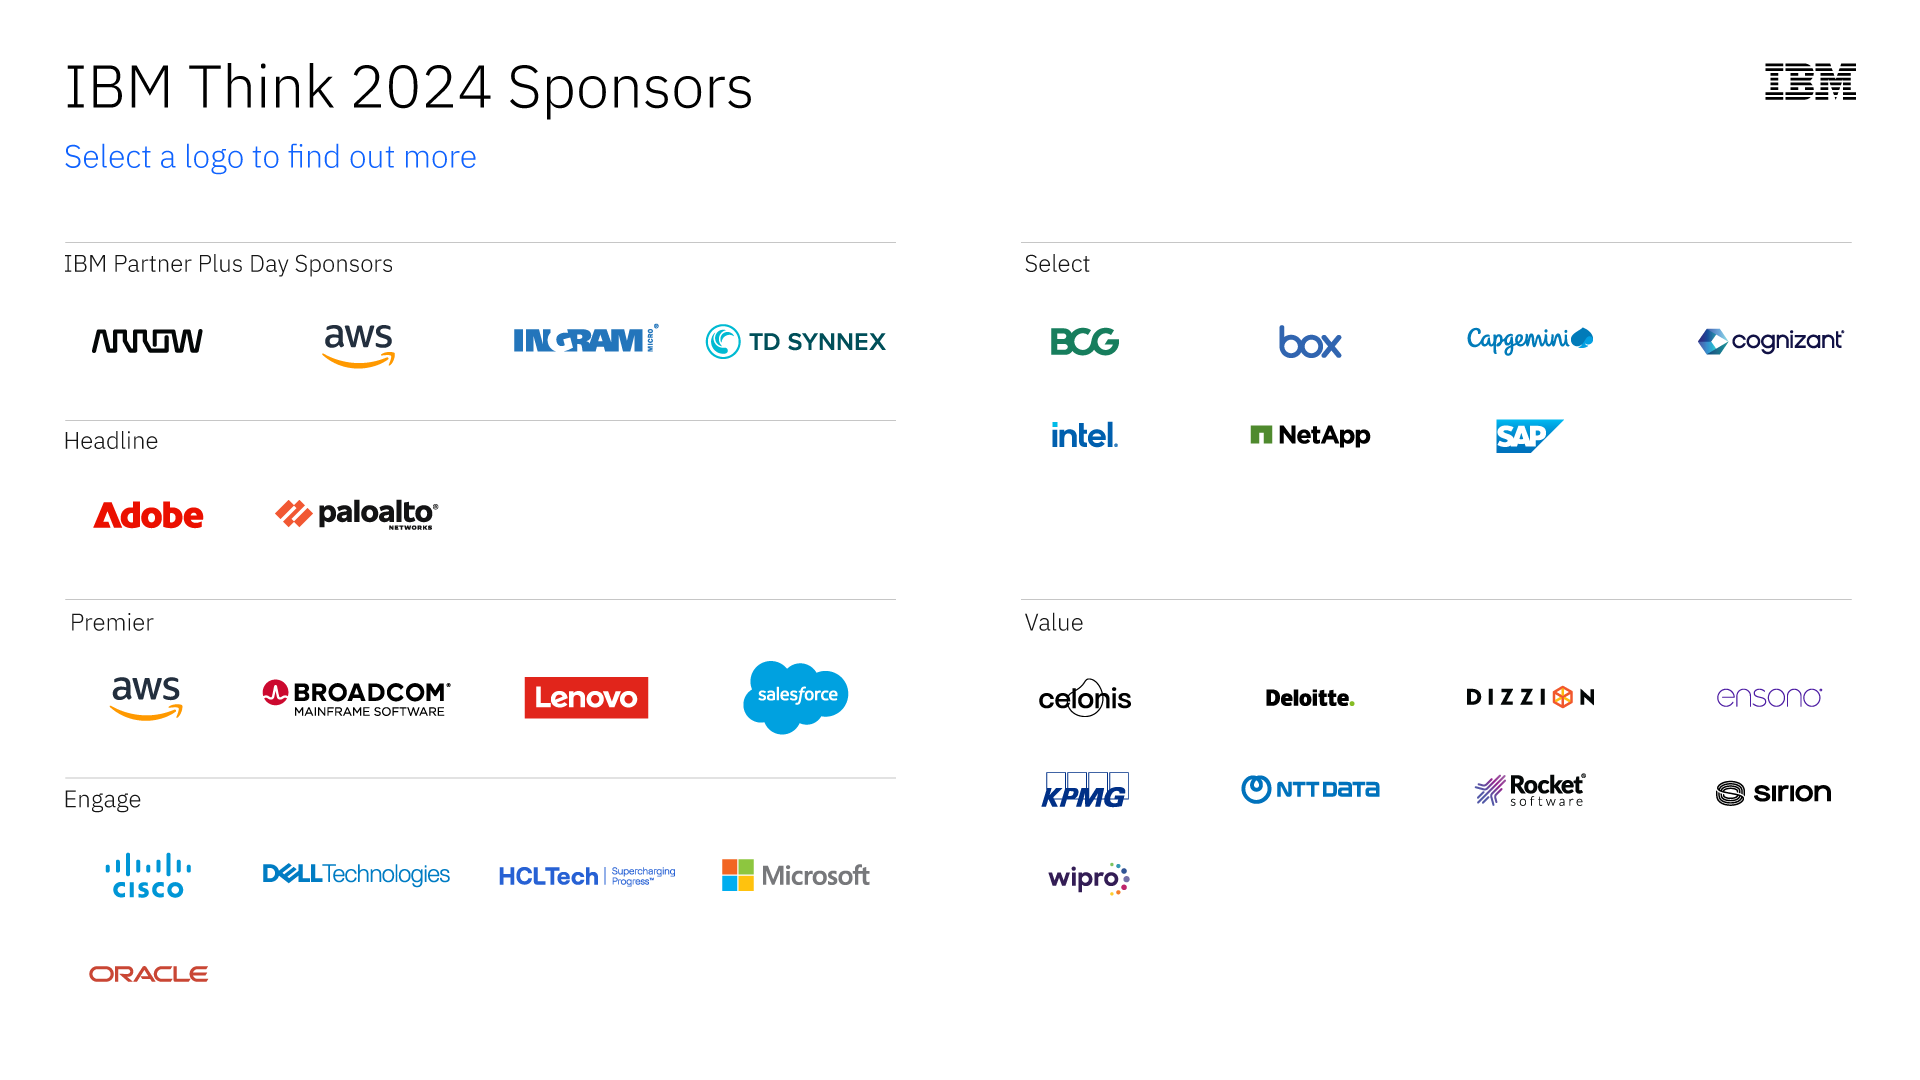 IBM Think 2024 Sponsors
IBM
Select a logo to find out more
IBM Partner Plus Day Sponsors
ARROW
aws
INGRAM MICRO®
TD SYNNEX
Headline
Adobe
paloalto®
NETWORKS
Premier
aws
BROADCOM®
MAINFRAME SOFTWARE
Lenovo
salesforce
Engage
CISCO
DELLTechnologies
HCLTech | Supercharging
Progress™
Microsoft
ORACLE
Select
BCG
box
Capgemini
cognizant
intel.
NetApp
SAP
Value
celonis
Deloitte.
DIZZION
ensono
KPMG
NTT DATA
Rocket®
software
sirion
wipro